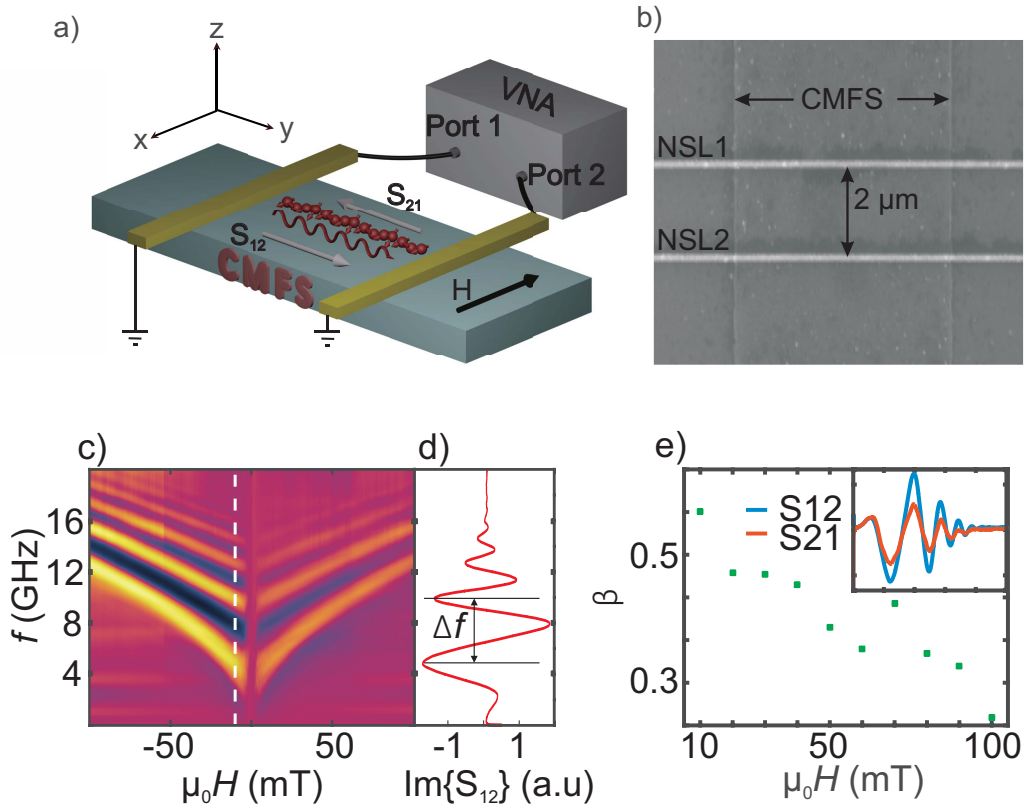 a)
z
x
y
VNA
Port 1
Port 2
S₂₁
S₁₂
CMFS
H
b)
CMFS
NSL1
2 µm
NSL2
c)
f (GHz)
16
12
8
4
-50
50
µ₀H (mT)
d)
Δf
-1
1
Im{S₁₂} (a.u)
e)
S12
S21
β
0.5
0.3
10
50
100
µ₀H (mT)